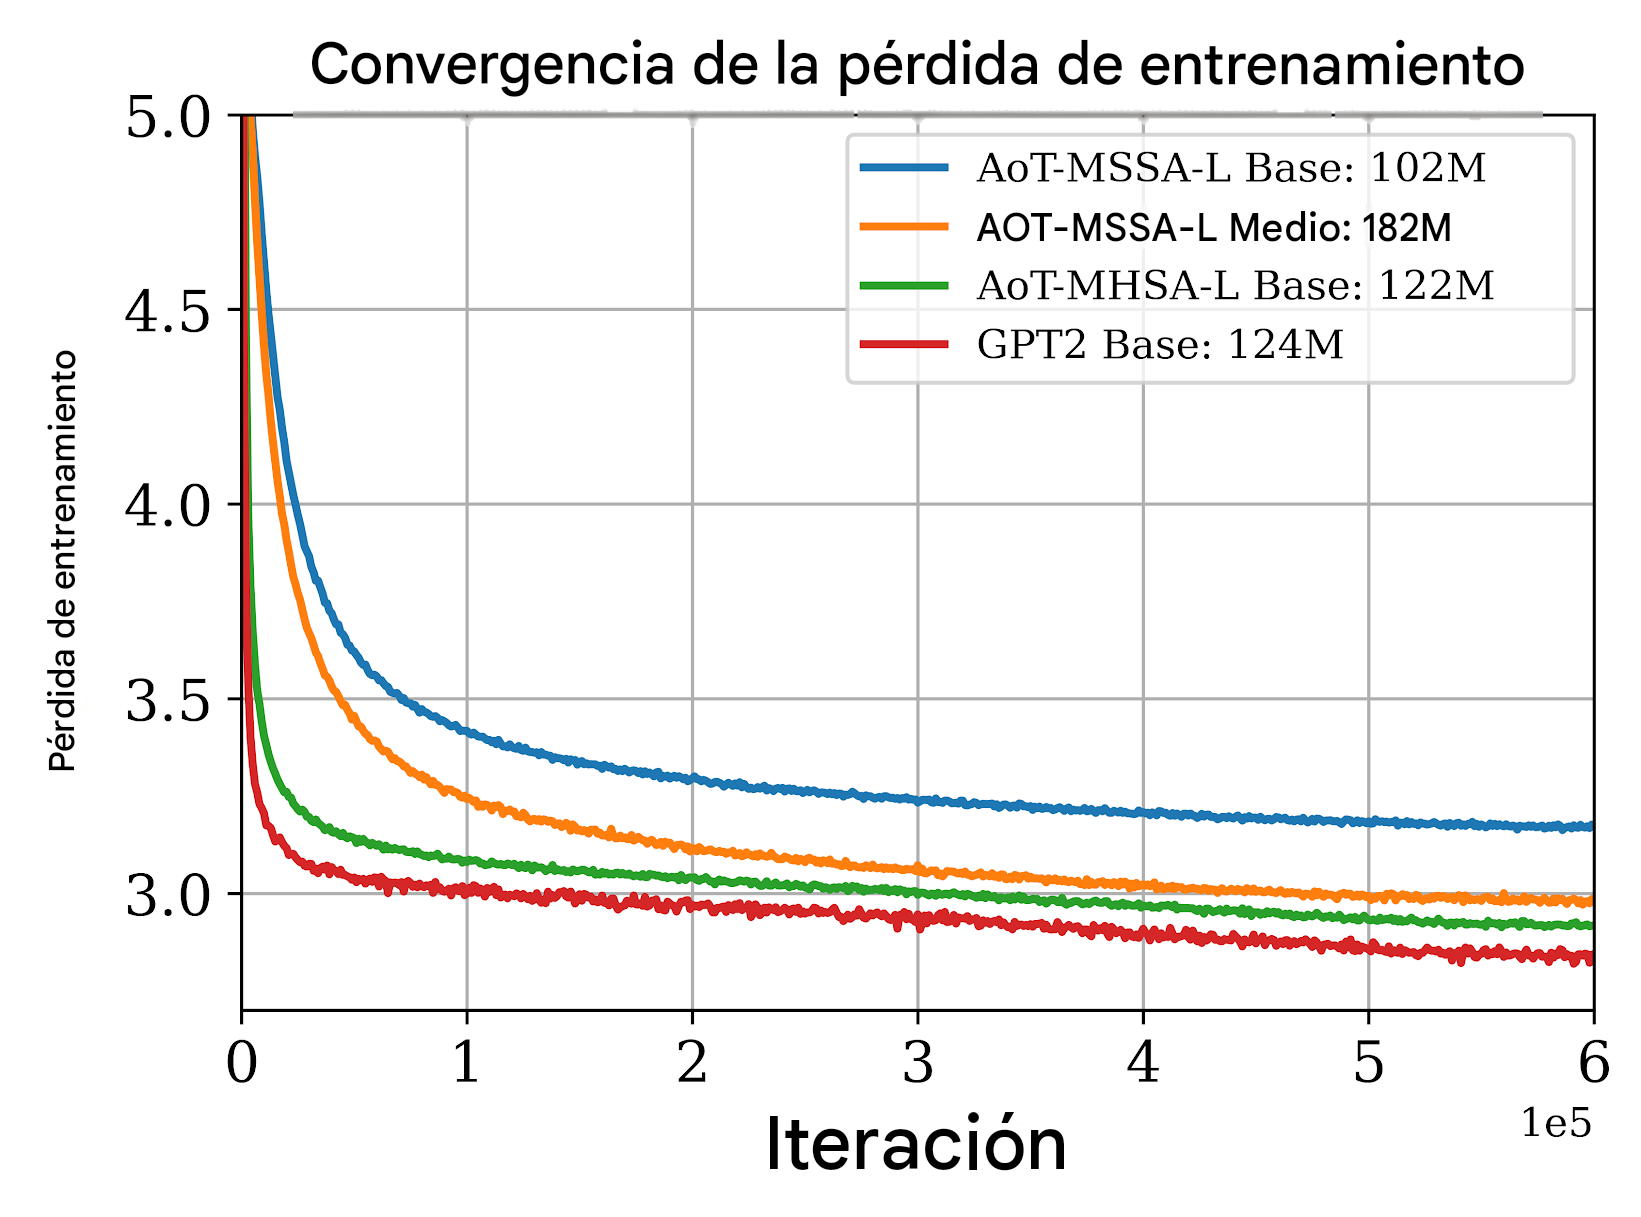 Convergencia de la pérdida de entrenamiento
5.0
4.5
4.0
3.5
3.0
Pérdida de entrenamiento
AoT-MSSA-L Base: 102M
AOT-MSSA-L Medio: 182M
AoT-MHSA-L Base: 122M
GPT2 Base: 124M
0 1 2 3 4 5 6
1e5
Iteración